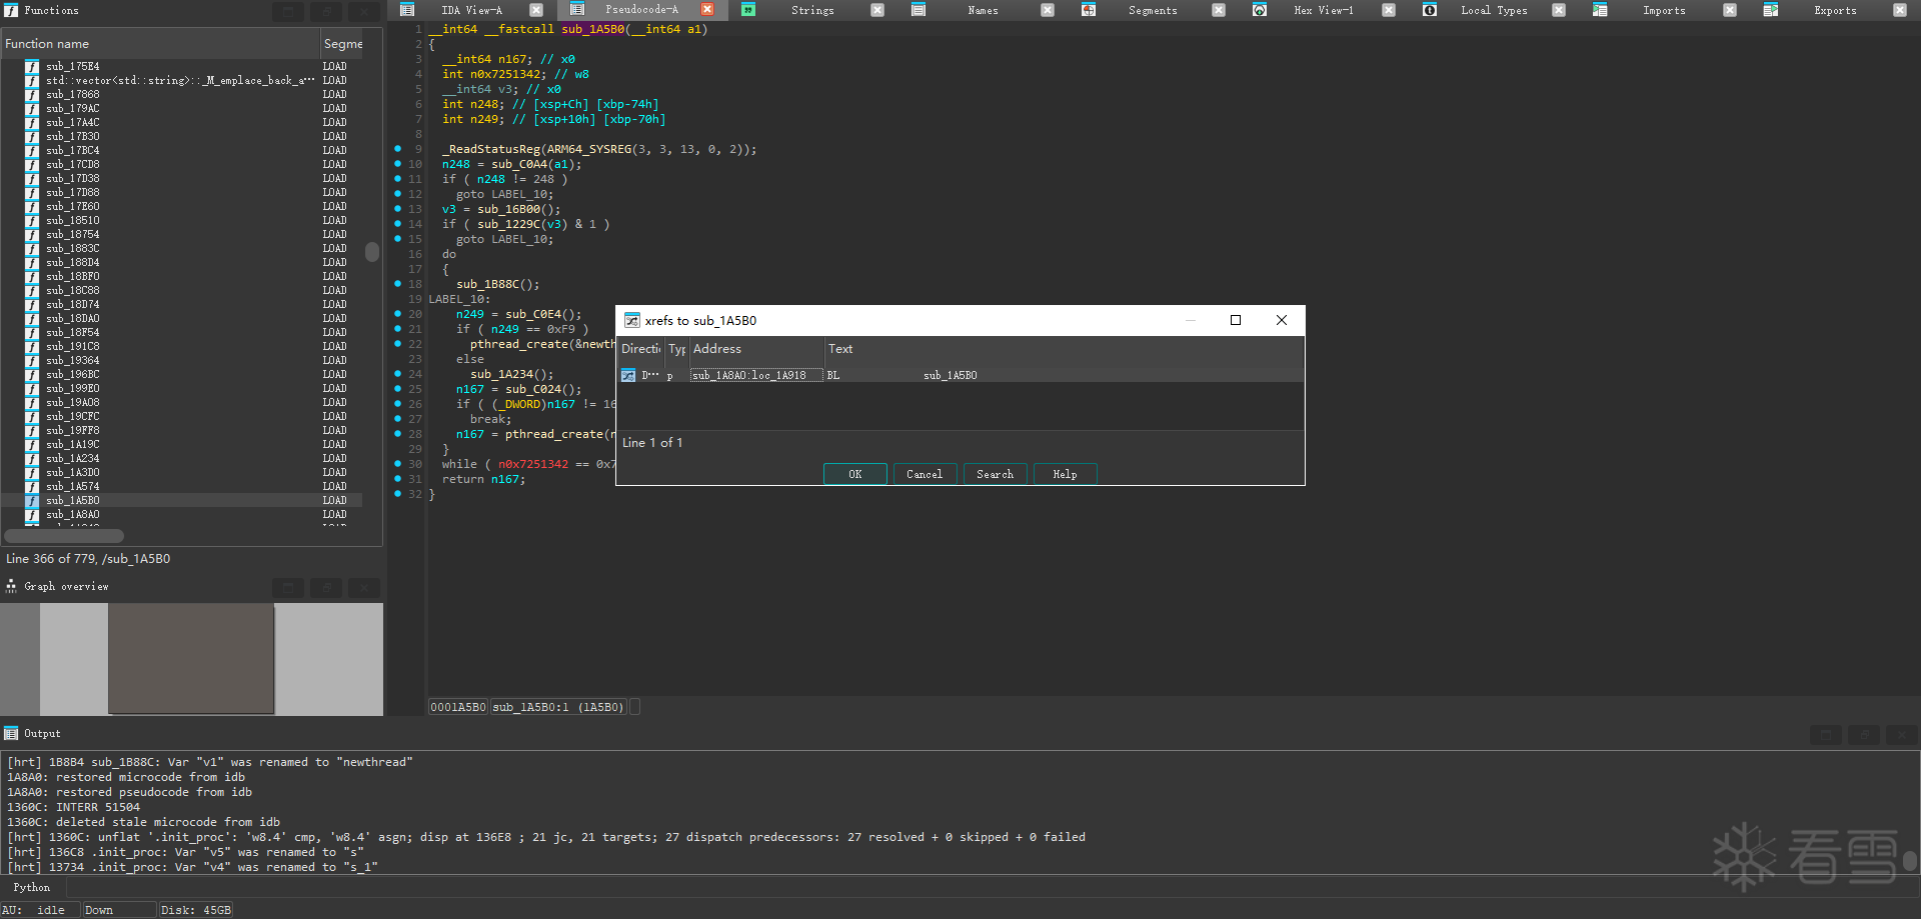 Functions
Function name Segme
sub_175E4 LOAD
std::vector<std::string>::_M_emplace_back_a… LOAD
sub_17868 LOAD
sub_179AC LOAD
sub_17A4C LOAD
sub_17B30 LOAD
sub_17BC4 LOAD
sub_17CD8 LOAD
sub_17D38 LOAD
sub_17D88 LOAD
sub_17E60 LOAD
sub_18510 LOAD
sub_18754 LOAD
sub_1883C LOAD
sub_188D4 LOAD
sub_18BF0 LOAD
sub_18C88 LOAD
sub_18D74 LOAD
sub_18DA0 LOAD
sub_18F54 LOAD
sub_191C8 LOAD
sub_19364 LOAD
sub_196BC LOAD
sub_199E0 LOAD
sub_19A08 LOAD
sub_19CFC LOAD
sub_19FF8 LOAD
sub_1A19C LOAD
sub_1A234 LOAD
sub_1A3D0 LOAD
sub_1A574 LOAD
sub_1A5B0 LOAD
sub_1A8A0 LOAD
Line 366 of 779, /sub_1A5B0
Graph overview
IDA View-A Pseudocode-A Strings Names Segments Hex View-1 Local Types Imports Exports
1 __int64 __fastcall sub_1A5B0(__int64 a1)
2 {
3 __int64 n167; // x0
4 int n0x7251342; // w8
5 __int64 v3; // x0
6 int n248; // [xsp+Ch] [xbp-74h]
7 int n249; // [xsp+10h] [xbp-70h]
8
9 _ReadStatusReg(ARM64_SYSREG(3, 3, 13, 0, 2));
10 n248 = sub_C0A4(a1);
11 if ( n248 != 248 )
12 goto LABEL_10;
13 v3 = sub_16B00();
14 if ( sub_1229C(v3) & 1 )
15 goto LABEL_10;
16 do
17 {
18 sub_1B88C();
19 LABEL_10:
20 n249 = sub_C0E4();
21 if ( n249 == 0xF9 )
22 pthread_create(&newth
23 else
24 sub_1A234();
25 n167 = sub_C024();
26 if ( (_DWORD)n167 != 16
27 break;
28 n167 = pthread_create(n
29 }
30 while ( n0x7251342 == 0x7
31 return n167;
32 }
xrefs to sub_1A5B0
Directi Typ Address Text
D… p sub_1A8A0:loc_1A918 BL sub_1A5B0
Line 1 of 1
OK Cancel Search Help
0001A5B0 sub_1A5B0:1 (1A5B0)
Output
[hrt] 1B8B4 sub_1B88C: Var "v1" was renamed to "newthread"
1A8A0: restored microcode from idb
1A8A0: restored pseudocode from idb
1360C: INTERR 51504
1360C: deleted stale microcode from idb
[hrt] 1360C: unflat '.init_proc': 'w8.4' cmp, 'w8.4' asgn; disp at 136E8 ; 21 jc, 21 targets; 27 dispatch predecessors: 27 resolved + 0 skipped + 0 failed
[hrt] 136C8 .init_proc: Var "v5" was renamed to "s"
[hrt] 13734 .init_proc: Var "v4" was renamed to "s_1"
Python
AU: idle Down Disk: 45GB
看雪